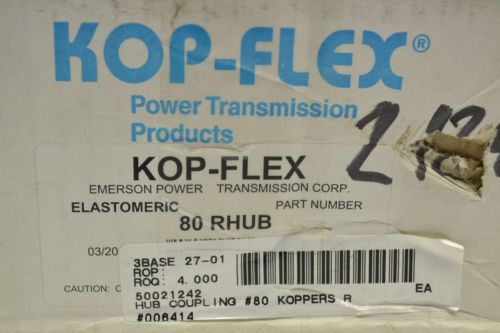 KOP-FLEX®
Power Transmission
Products
KOP-FLEX
EMERSON POWER TRANSMISSION CORP.
ELASTOMERIC PART NUMBER
80 RHUB
03/20
3BASE 27-01
ROP:
ROQ: 4.000 EA
CAUTION: C
50021242
HUB COUPLING #80 KOPPERS R
#006414